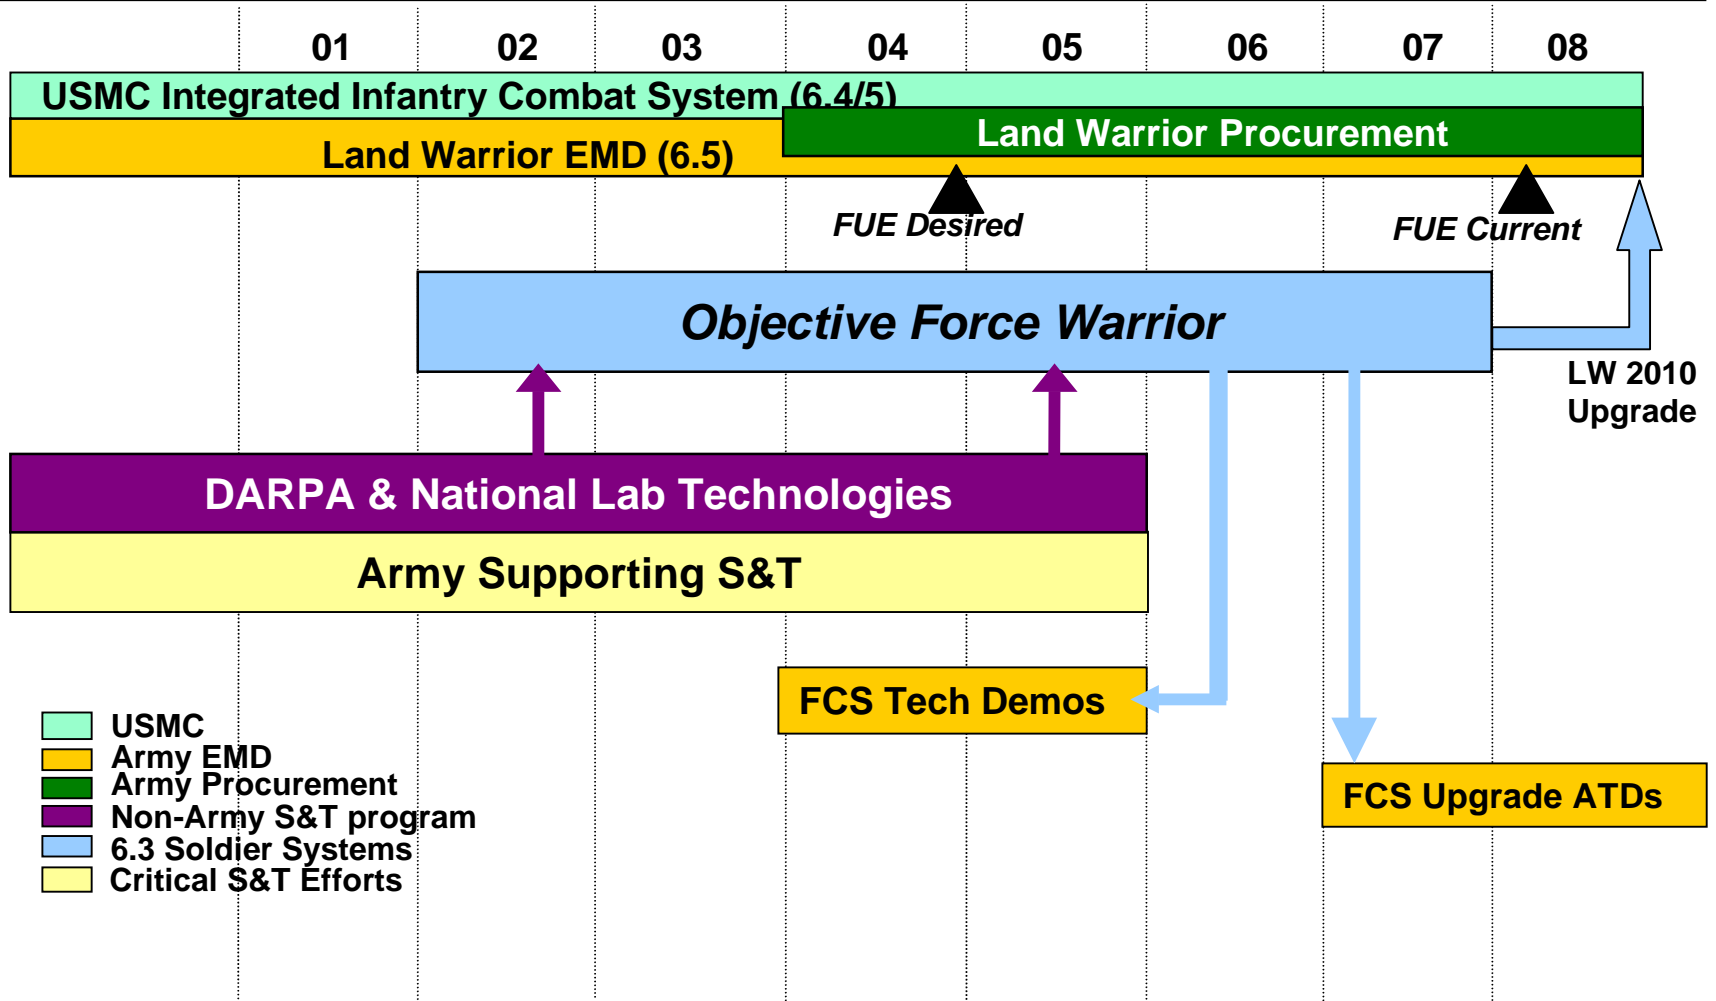 01 02 03 04 05 06 07 08
USMC Integrated Infantry Combat System (6.4/5)
Land Warrior Procurement
Land Warrior EMD (6.5)
FUE Desired
FUE Current
Objective Force Warrior
LW 2010
Upgrade
DARPA & National Lab Technologies
Army Supporting S&T
FCS Tech Demos
FCS Upgrade ATDs
USMC
Army EMD
Army Procurement
Non-Army S&T program
6.3 Soldier Systems
Critical S&T Efforts